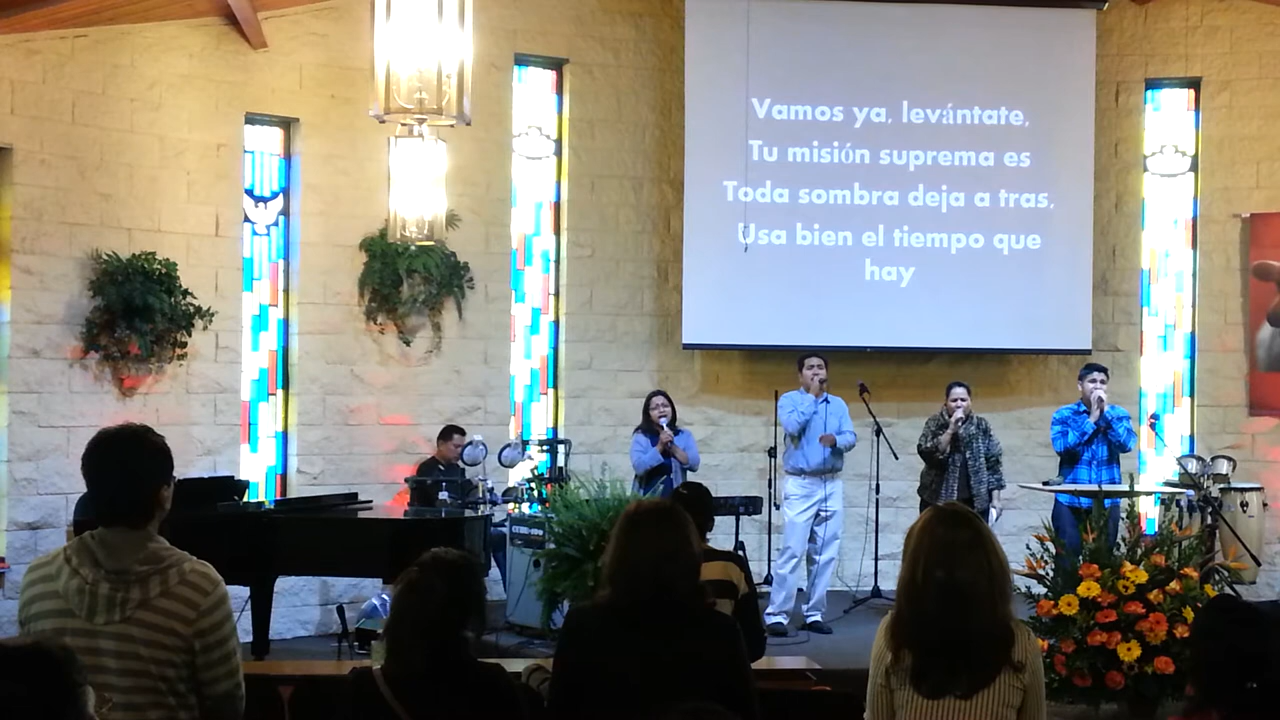 Vamos ya, levántate,
Tu misión suprema es
Toda sombra deja a tras,
Usa bien el tiempo que
hay